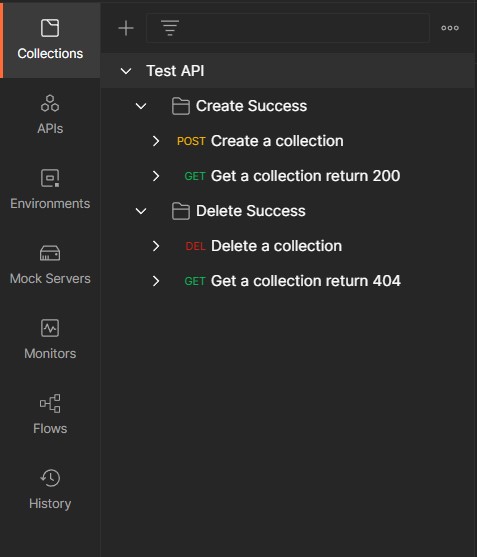 Collections
APIs
Environments
Mock Servers
Monitors
Flows
History
Test API
Create Success
POST Create a collection
GET Get a collection return 200
Delete Success
DEL Delete a collection
GET Get a collection return 404